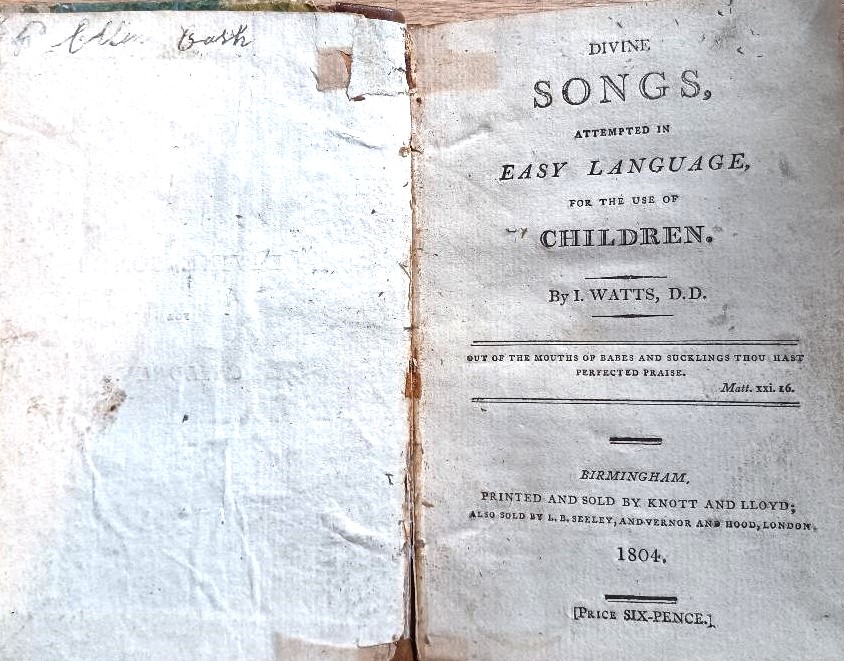 DIVINE
SONGS,
ATTEMPTED IN
EASY LANGUAGE,
FOR THE USE OF
CHILDREN.
By I. WATTS, D.D.
OUT OF THE MOUTHS OF BABES AND SUCKLINGS THOU HAST
PERFECTED PRAISE.
Matt. xxi. 16.
BIRMINGHAM,
PRINTED AND SOLD BY KNOTT AND LLOYD;
ALSO SOLD BY L. B. SEELEY, AND VERNOR AND HOOD, LONDON.
1804.
[PRICE SIX-PENCE.]